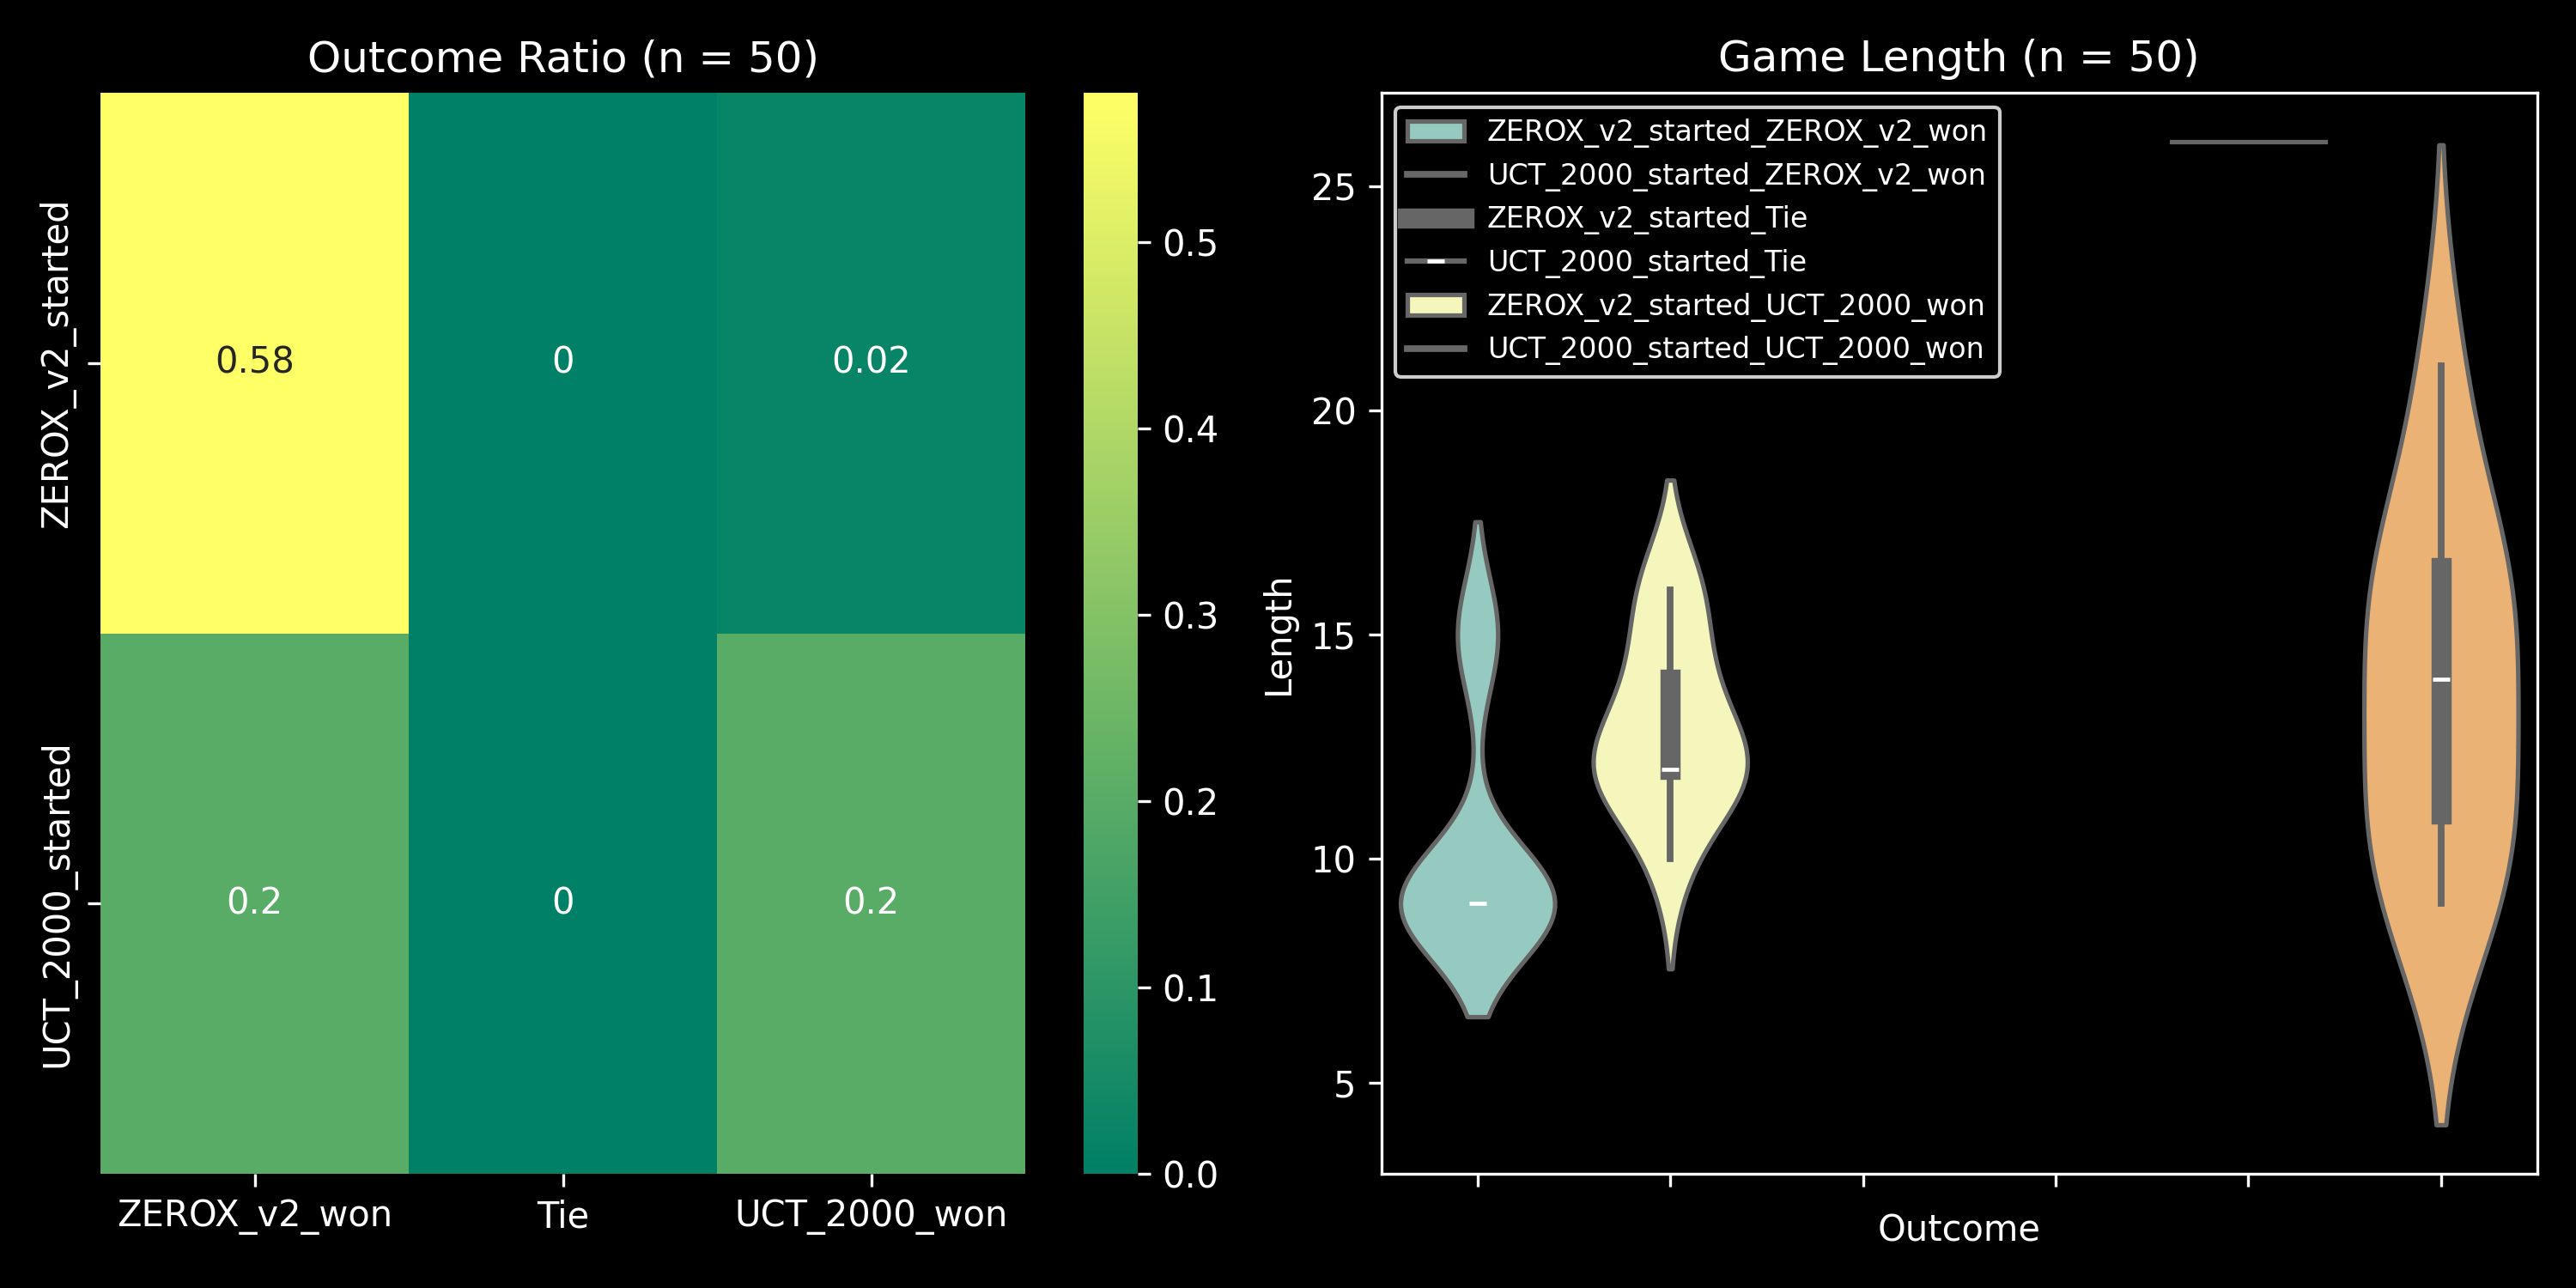 Outcome Ratio (n = 50)
ZEROX_v2_started
UCT_2000_started
0.58
0
0.02
0.2
0
0.2
ZEROX_v2_won
Tie
UCT_2000_won
0.5
0.4
0.3
0.2
0.1
0.0
Game Length (n = 50)
ZEROX_v2_started_ZEROX_v2_won
UCT_2000_started_ZEROX_v2_won
ZEROX_v2_started_Tie
UCT_2000_started_Tie
ZEROX_v2_started_UCT_2000_won
UCT_2000_started_UCT_2000_won
Length
25
20
15
10
5
Outcome